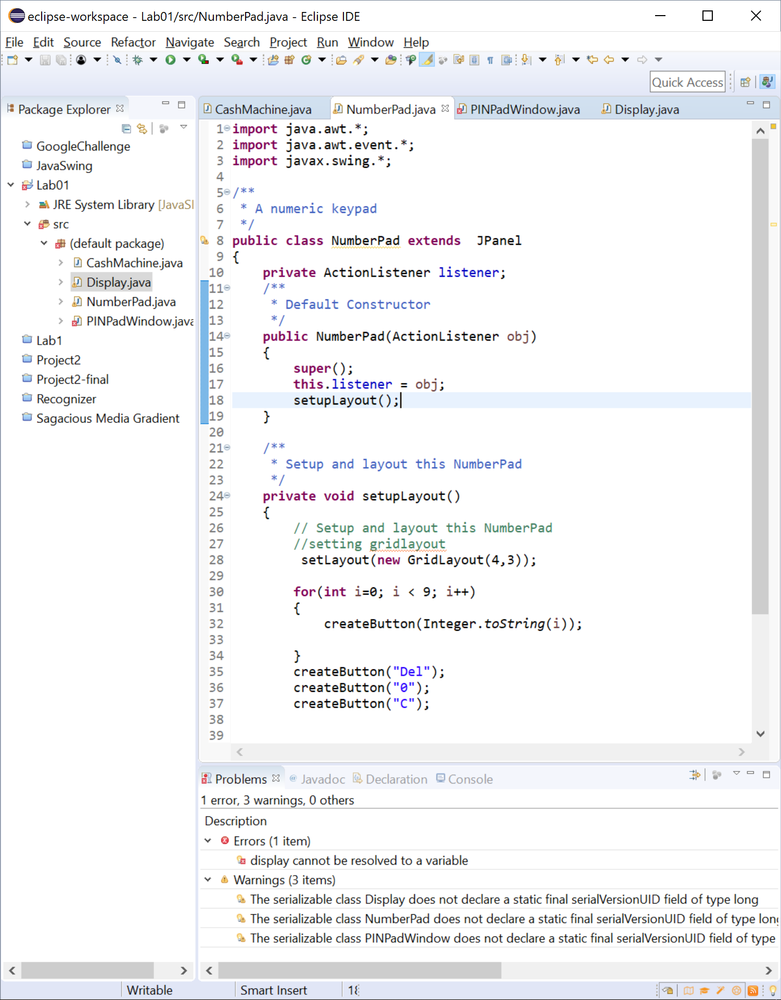 eclipse-workspace - Lab01/src/NumberPad.java - Eclipse IDE
File Edit Source Refactor Navigate Search Project Run Window Help
Quick Access
Package Explorer
GoogleChallenge
JavaSwing
Lab01
JRE System Library [JavaSI
src
(default package)
CashMachine.java
Display.java
NumberPad.java
PINPadWindow.java
Lab1
Project2
Project2-final
Recognizer
Sagacious Media Gradient
CashMachine.java NumberPad.java PINPadWindow.java Display.java
1 import java.awt.*;
2 import java.awt.event.*;
3 import javax.swing.*;
4
5 /**
6  * A numeric keypad
7  */
8 public class NumberPad extends  JPanel
9 {
10     private ActionListener listener;
11     /**
12      * Default Constructor
13      */
14     public NumberPad(ActionListener obj)
15     {
16         super();
17         this.listener = obj;
18         setupLayout();
19     }
20
21     /**
22      * Setup and layout this NumberPad
23      */
24     private void setupLayout()
25     {
26         // Setup and layout this NumberPad
27         //setting gridlayout
28          setLayout(new GridLayout(4,3));
29
30         for(int i=0; i < 9; i++)
31         {
32             createButton(Integer.toString(i));
33
34         }
35         createButton("Del");
36         createButton("0");
37         createButton("C");
38
39
Problems @ Javadoc Declaration Console
1 error, 3 warnings, 0 others
Description
Errors (1 item)
display cannot be resolved to a variable
Warnings (3 items)
The serializable class Display does not declare a static final serialVersionUID field of type long
The serializable class NumberPad does not declare a static final serialVersionUID field of type long
The serializable class PINPadWindow does not declare a static final serialVersionUID field of type
Writable Smart Insert 18